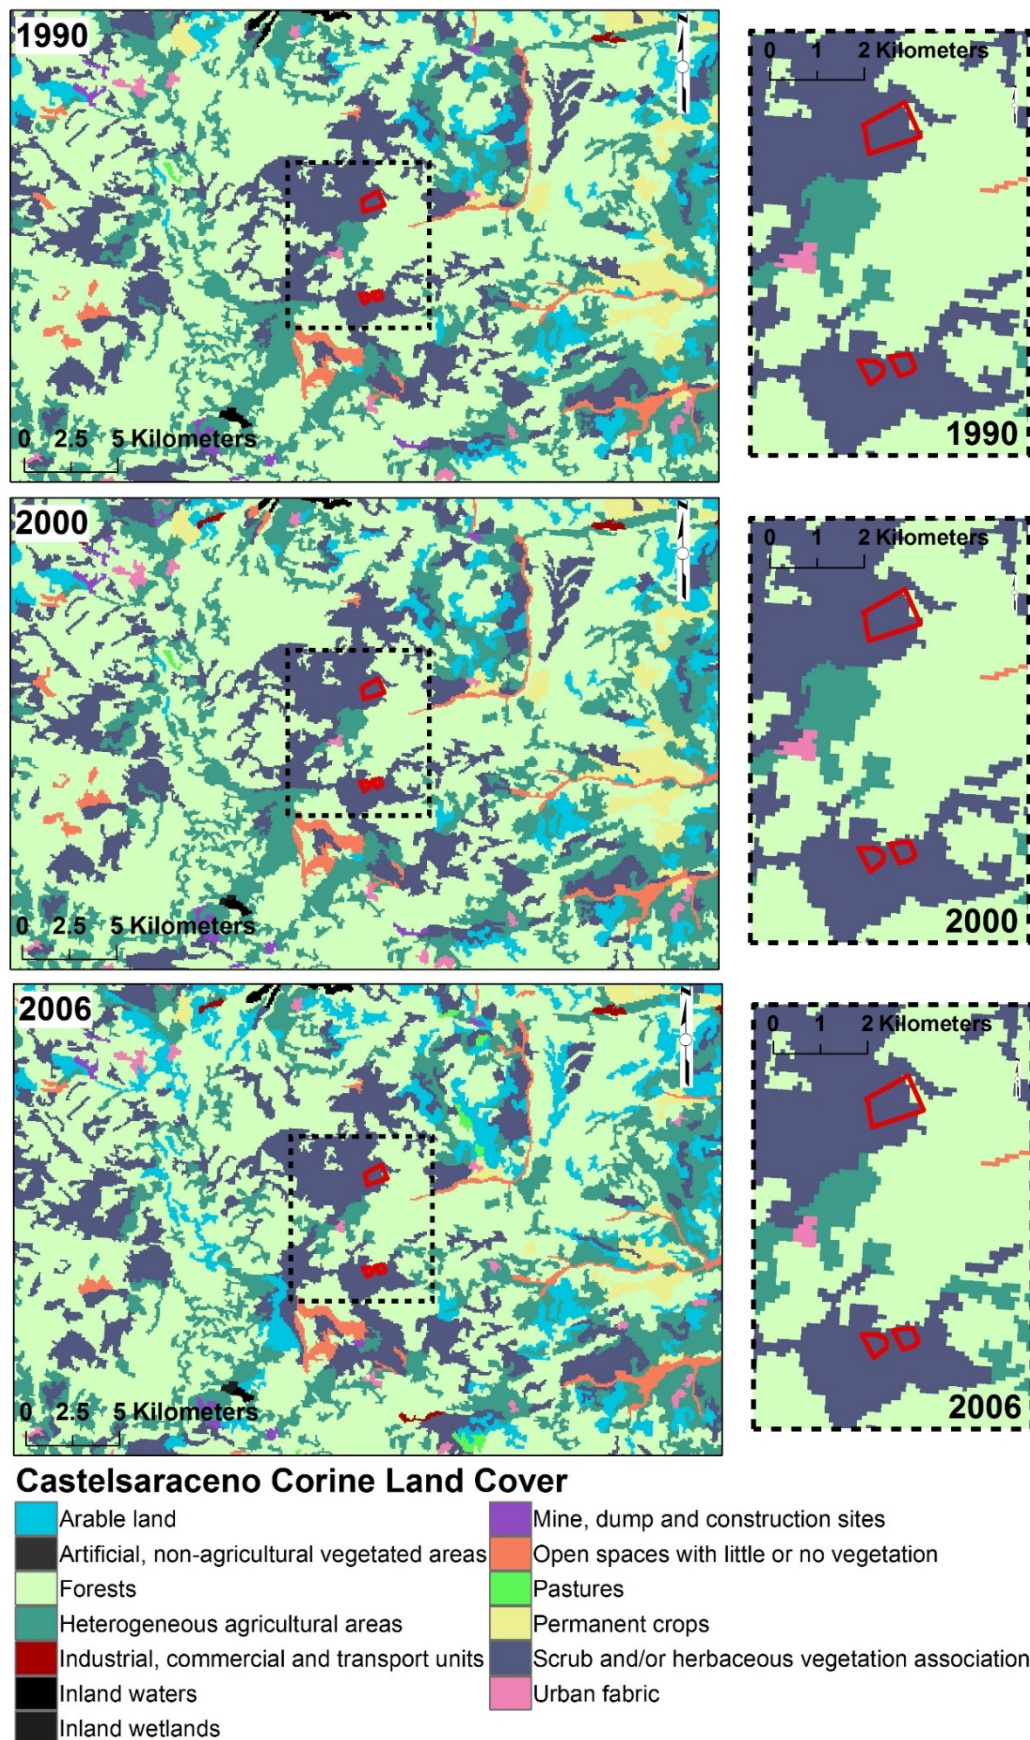 1990
0 1 2 Kilometers
0 2.5 5 Kilometers
1990
2000
0 1 2 Kilometers
0 2.5 5 Kilometers
2000
2006
0 1 2 Kilometers
0 2.5 5 Kilometers
2006
Castelsaraceno Corine Land Cover
Arable land
Artificial, non-agricultural vegetated areas
Forests
Heterogeneous agricultural areas
Industrial, commercial and transport units
Inland waters
Inland wetlands
Mine, dump and construction sites
Open spaces with little or no vegetation
Pastures
Permanent crops
Scrub and/or herbaceous vegetation association
Urban fabric